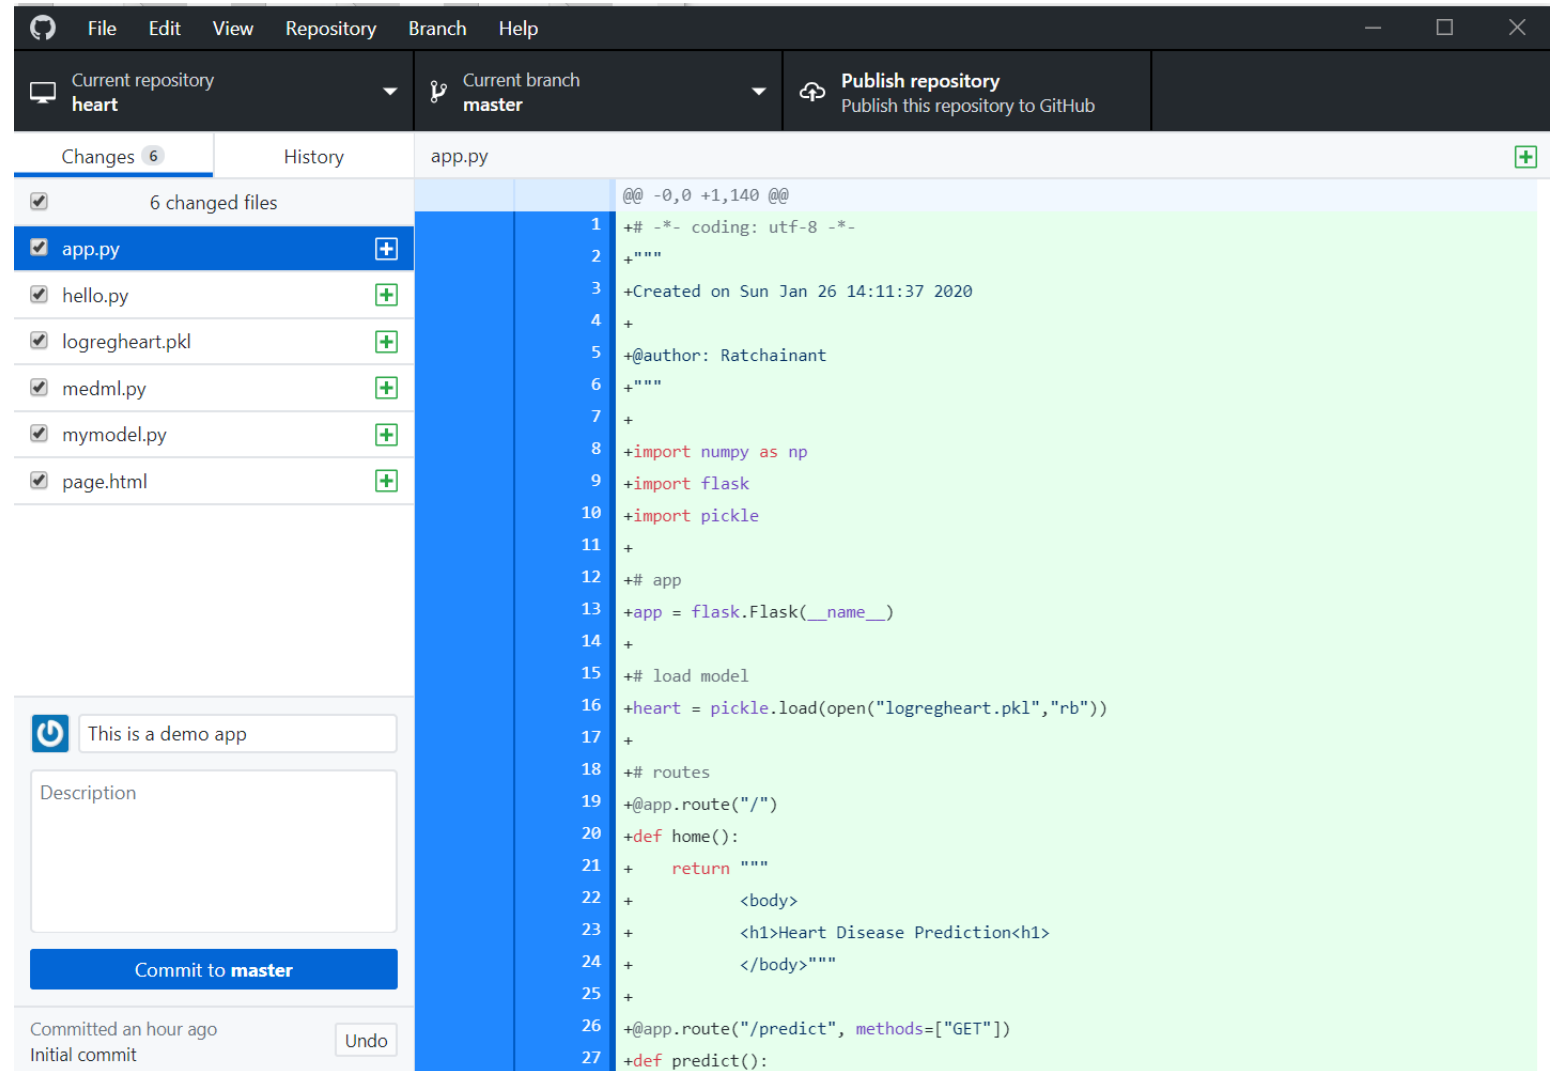 File Edit View Repository Branch Help
Current repository
heart
Current branch
master
Publish repository
Publish this repository to GitHub
Changes 6
History
app.py
6 changed files
app.py
hello.py
logregheart.pkl
medml.py
mymodel.py
page.html
This is a demo app
Description
Commit to master
Committed an hour ago
Initial commit
Undo
@@ -0,0 +1,140 @@
1 +# -*- coding: utf-8 -*-
2 +"""
3 +Created on Sun Jan 26 14:11:37 2020
4 +
5 +@author: Ratchainant
6 +"""
7 +
8 +import numpy as np
9 +import flask
10 +import pickle
11 +
12 +# app
13 +app = flask.Flask(__name__)
14 +
15 +# load model
16 +heart = pickle.load(open("logregheart.pkl","rb"))
17 +
18 +# routes
19 +@app.route("/")
20 +def home():
21 +    return """
22 +           <body>
23 +           <h1>Heart Disease Prediction<h1>
24 +           </body>"""
25 +
26 +@app.route("/predict", methods=["GET"])
27 +def predict():